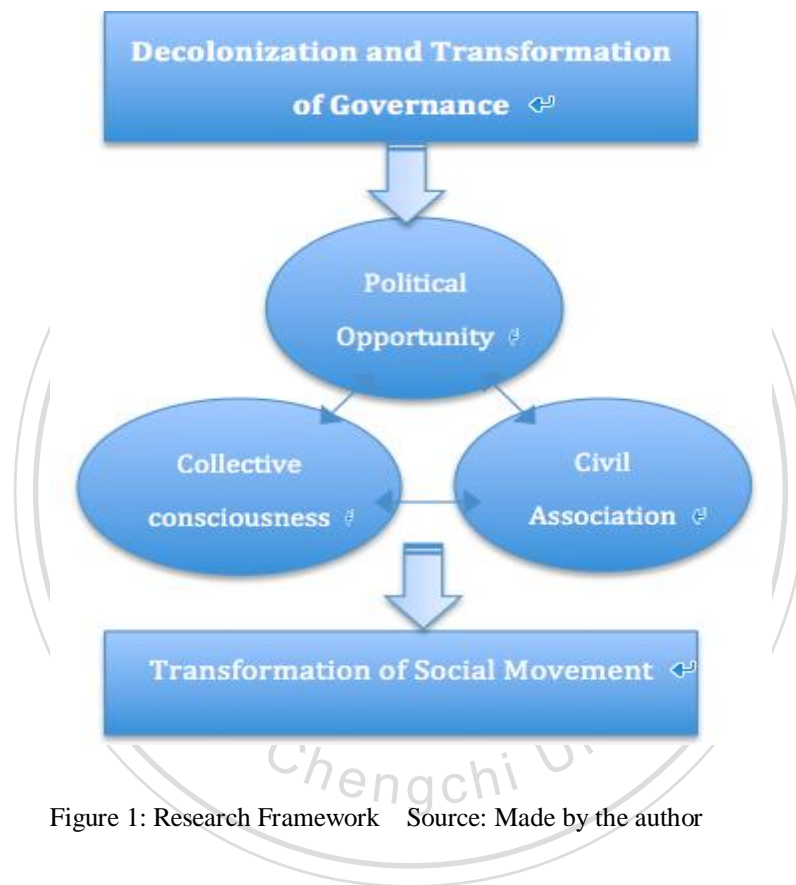 Decolonization and Transformation
of Governance
Political
Opportunity
Collective
consciousness
Civil
Association
Transformation of Social Movement
Chengchi
Figure 1: Research Framework Source: Made by the author